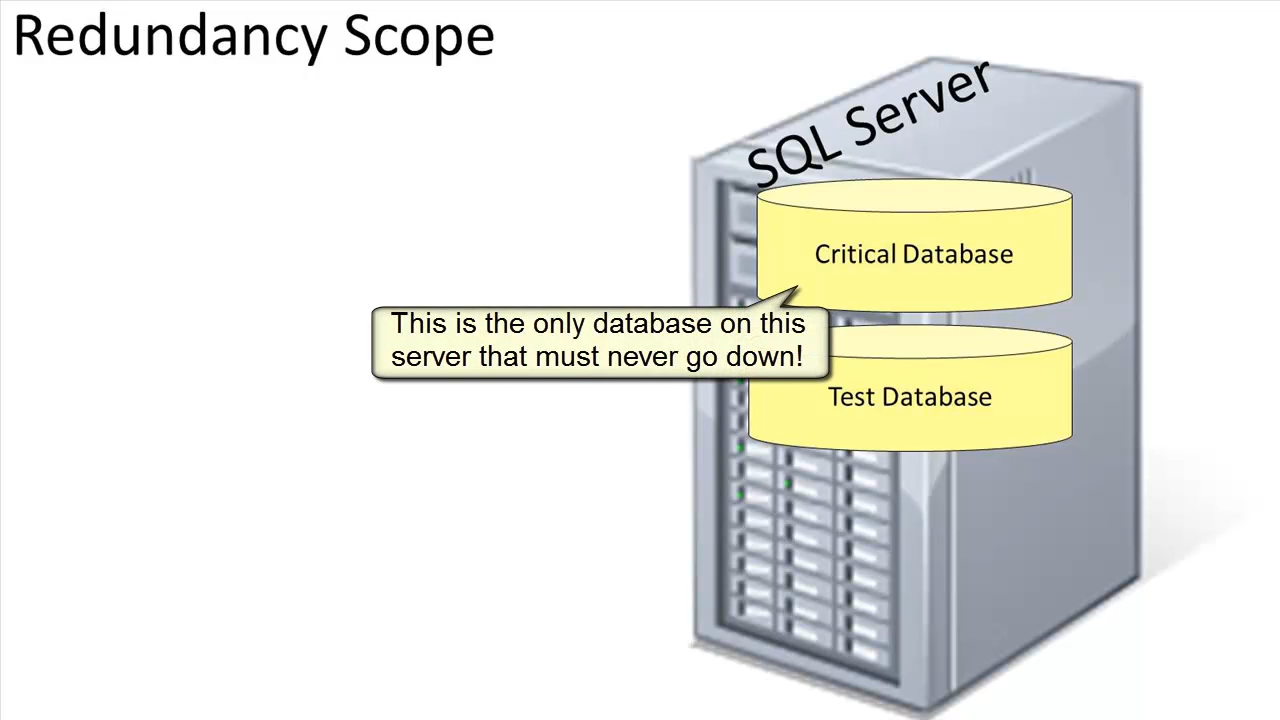 Redundancy Scope
SQL Server
Critical Database
This is the only database on this
server that must never go down!
Test Database